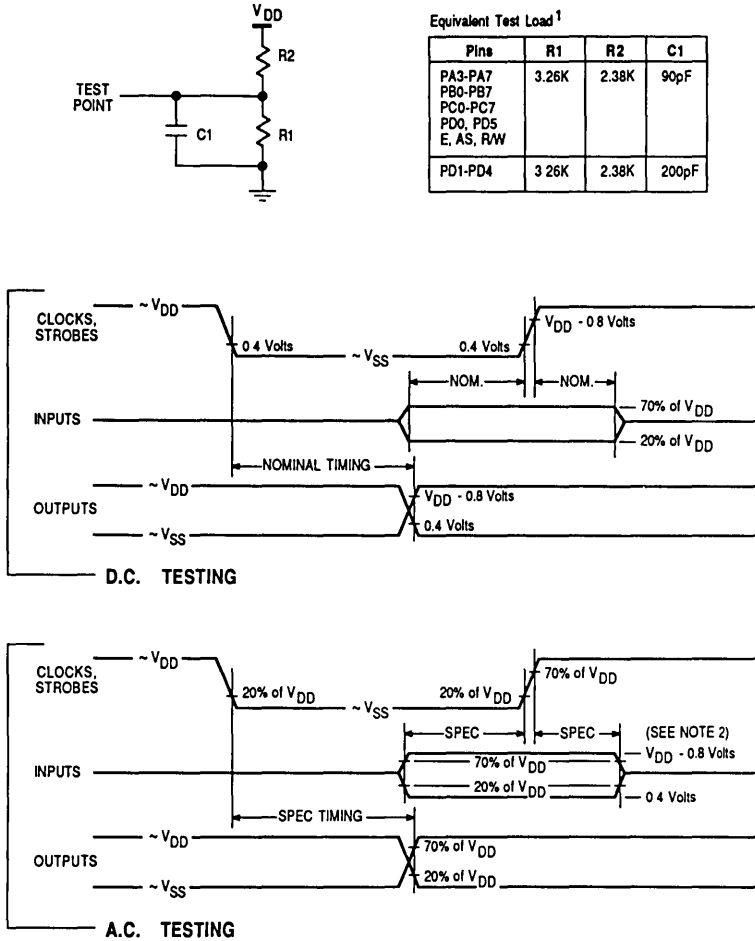 VDD
R2
TEST
POINT
C1
R1
Equivalent Test Load 1
Pins R1 R2 C1
PA3-PA7 3.26K 2.38K 90pF
PB0-PB7
PC0-PC7
PD0, PD5
E, AS, R/W
PD1-PD4 3 26K 2.38K 200pF
CLOCKS,
STROBES
~ VDD
0 4 Volts
~ VSS
0.4 Volts
VDD - 0 8 Volts
NOM.
NOM.
INPUTS
70% of VDD
20% of VDD
NOMINAL TIMING
OUTPUTS
~ VDD
VDD - 0.8 Volts
0.4 Volts
~ VSS
D.C. TESTING
CLOCKS,
STROBES
~ VDD
20% of VDD
~ VSS
20% of VDD
70% of VDD
SPEC
SPEC
(SEE NOTE 2)
INPUTS
VDD - 0.8 Volts
70% of VDD
20% of VDD
0 4 Volts
SPEC TIMING
OUTPUTS
~ VDD
70% of VDD
20% of VDD
~ VSS
A.C. TESTING